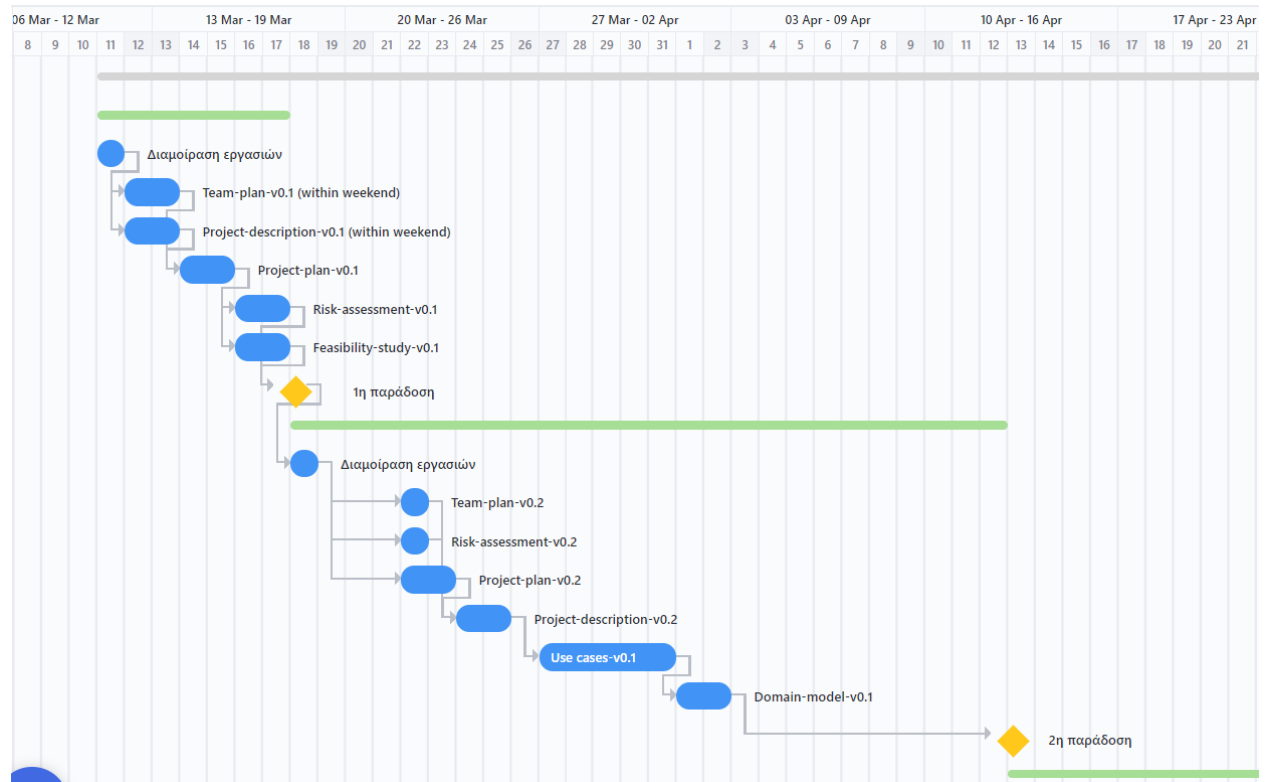 06 Mar - 12 Mar 13 Mar - 19 Mar 20 Mar - 26 Mar 27 Mar - 02 Apr 03 Apr - 09 Apr 10 Apr - 16 Apr 17 Apr - 23 Apr
8 9 10 11 12 13 14 15 16 17 18 19 20 21 22 23 24 25 26 27 28 29 30 31 1 2 3 4 5 6 7 8 9 10 11 12 13 14 15 16 17 18 19 20 21
Διαμοίραση εργασιών
Team-plan-v0.1 (within weekend)
Project-description-v0.1 (within weekend)
Project-plan-v0.1
Risk-assessment-v0.1
Feasibility-study-v0.1
1η παράδοση
Διαμοίραση εργασιών
Team-plan-v0.2
Risk-assessment-v0.2
Project-plan-v0.2
Project-description-v0.2
Use cases-v0.1
Domain-model-v0.1
2η παράδοση